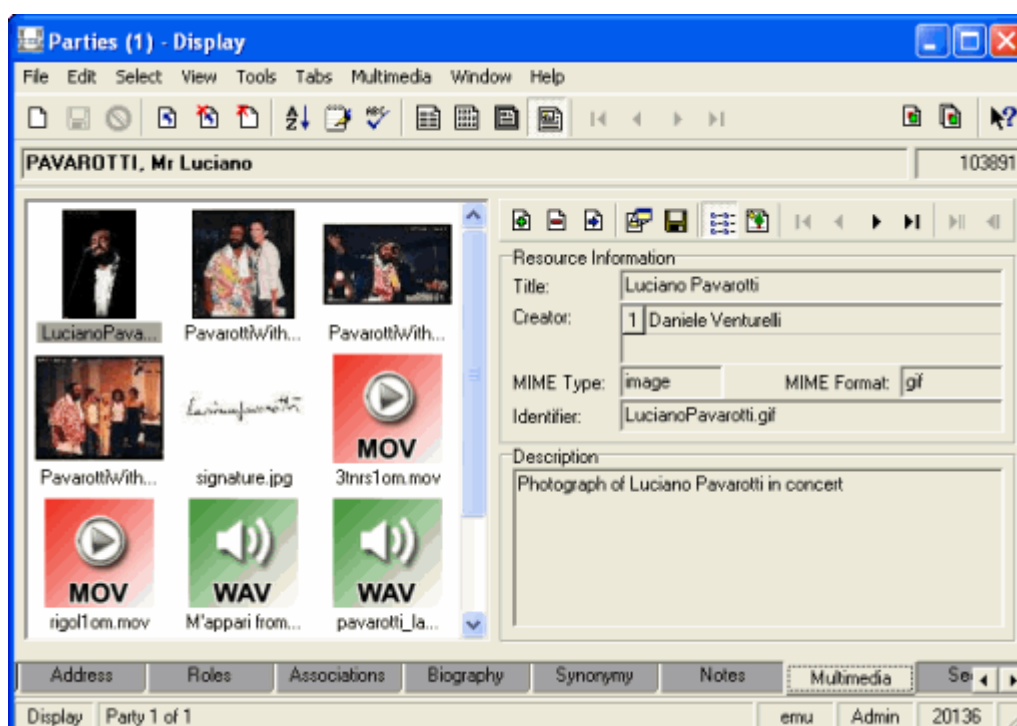 Parties (1) - Display
File Edit Select View Tools Tabs Multimedia Window Help
PAVAROTTI, Mr Luciano 103891
LucianoPava... PavarottiWith... PavarottiWith...
PavarottiWith... signature.jpg MOV 3tnrs1om.mov
MOV WAV WAV
rigol1om.mov M'appari from... pavarotti_la...
Resource Information
Title: Luciano Pavarotti
Creator: 1 Daniele Venturelli
MIME Type: image MIME Format: gif
Identifier: LucianoPavarotti.gif
Description
Photograph of Luciano Pavarotti in concert
Address Roles Associations Biography Synonymy Notes Multimedia Se
Display Party 1 of 1 emu Admin 20136